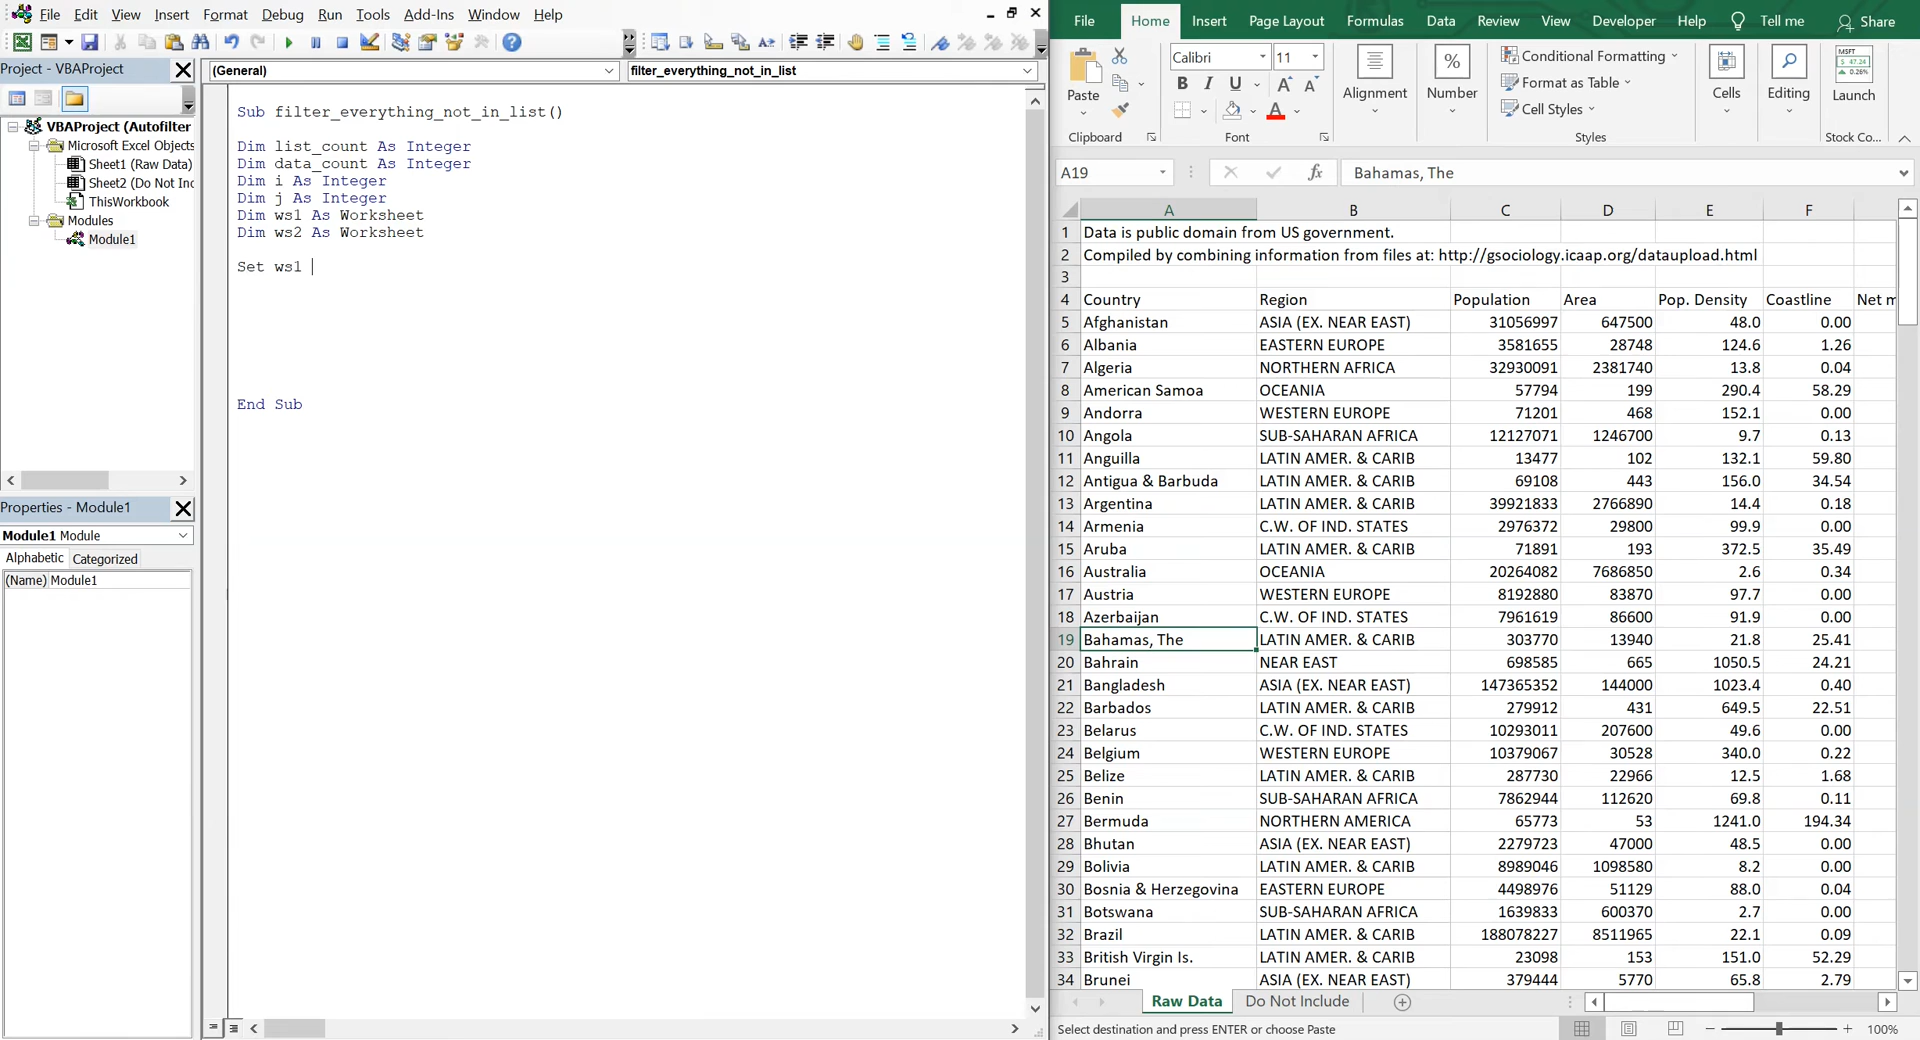 File Edit View Insert Format Debug Run Tools Add-Ins Window Help
Project - VBAProject
VBAProject (Autofilter
Microsoft Excel Objects
Sheet1 (Raw Data)
Sheet2 (Do Not Inc
ThisWorkbook
Modules
Module1
Properties - Module1
Module1 Module
Alphabetic Categorized
(Name) Module1
(General) filter_everything_not_in_list
Sub filter_everything_not_in_list()
Dim list_count As Integer
Dim data_count As Integer
Dim i As Integer
Dim j As Integer
Dim ws1 As Worksheet
Dim ws2 As Worksheet
Set ws1
End Sub
File Home Insert Page Layout Formulas Data Review View Developer Help Tell me Share
Paste
Clipboard
Calibri 11
B I U A A
A
Font
Alignment
%
Number
Conditional Formatting
Format as Table
Cell Styles
Styles
Cells
Editing
MSFT
$ 47.24
0.26%
Launch
Stock Co...
A19 fx Bahamas, The
A B C D E F
1 Data is public domain from US government.
2 Compiled by combining information from files at: http://gsociology.icaap.org/dataupload.html
3
4 Country Region Population Area Pop. Density Coastline Net m
5 Afghanistan ASIA (EX. NEAR EAST) 31056997 647500 48.0 0.00
6 Albania EASTERN EUROPE 3581655 28748 124.6 1.26
7 Algeria NORTHERN AFRICA 32930091 2381740 13.8 0.04
8 American Samoa OCEANIA 57794 199 290.4 58.29
9 Andorra WESTERN EUROPE 71201 468 152.1 0.00
10 Angola SUB-SAHARAN AFRICA 12127071 1246700 9.7 0.13
11 Anguilla LATIN AMER. & CARIB 13477 102 132.1 59.80
12 Antigua & Barbuda LATIN AMER. & CARIB 69108 443 156.0 34.54
13 Argentina LATIN AMER. & CARIB 39921833 2766890 14.4 0.18
14 Armenia C.W. OF IND. STATES 2976372 29800 99.9 0.00
15 Aruba LATIN AMER. & CARIB 71891 193 372.5 35.49
16 Australia OCEANIA 20264082 7686850 2.6 0.34
17 Austria WESTERN EUROPE 8192880 83870 97.7 0.00
18 Azerbaijan C.W. OF IND. STATES 7961619 86600 91.9 0.00
19 Bahamas, The LATIN AMER. & CARIB 303770 13940 21.8 25.41
20 Bahrain NEAR EAST 698585 665 1050.5 24.21
21 Bangladesh ASIA (EX. NEAR EAST) 147365352 144000 1023.4 0.40
22 Barbados LATIN AMER. & CARIB 279912 431 649.5 22.51
23 Belarus C.W. OF IND. STATES 10293011 207600 49.6 0.00
24 Belgium WESTERN EUROPE 10379067 30528 340.0 0.22
25 Belize LATIN AMER. & CARIB 287730 22966 12.5 1.68
26 Benin SUB-SAHARAN AFRICA 7862944 112620 69.8 0.11
27 Bermuda NORTHERN AMERICA 65773 53 1241.0 194.34
28 Bhutan ASIA (EX. NEAR EAST) 2279723 47000 48.5 0.00
29 Bolivia LATIN AMER. & CARIB 8989046 1098580 8.2 0.00
30 Bosnia & Herzegovina EASTERN EUROPE 4498976 51129 88.0 0.04
31 Botswana SUB-SAHARAN AFRICA 1639833 600370 2.7 0.00
32 Brazil LATIN AMER. & CARIB 188078227 8511965 22.1 0.09
33 British Virgin Is. LATIN AMER. & CARIB 23098 153 151.0 52.29
34 Brunei ASIA (EX. NEAR EAST) 379444 5770 65.8 2.79
Raw Data Do Not Include
Select destination and press ENTER or choose Paste 100%